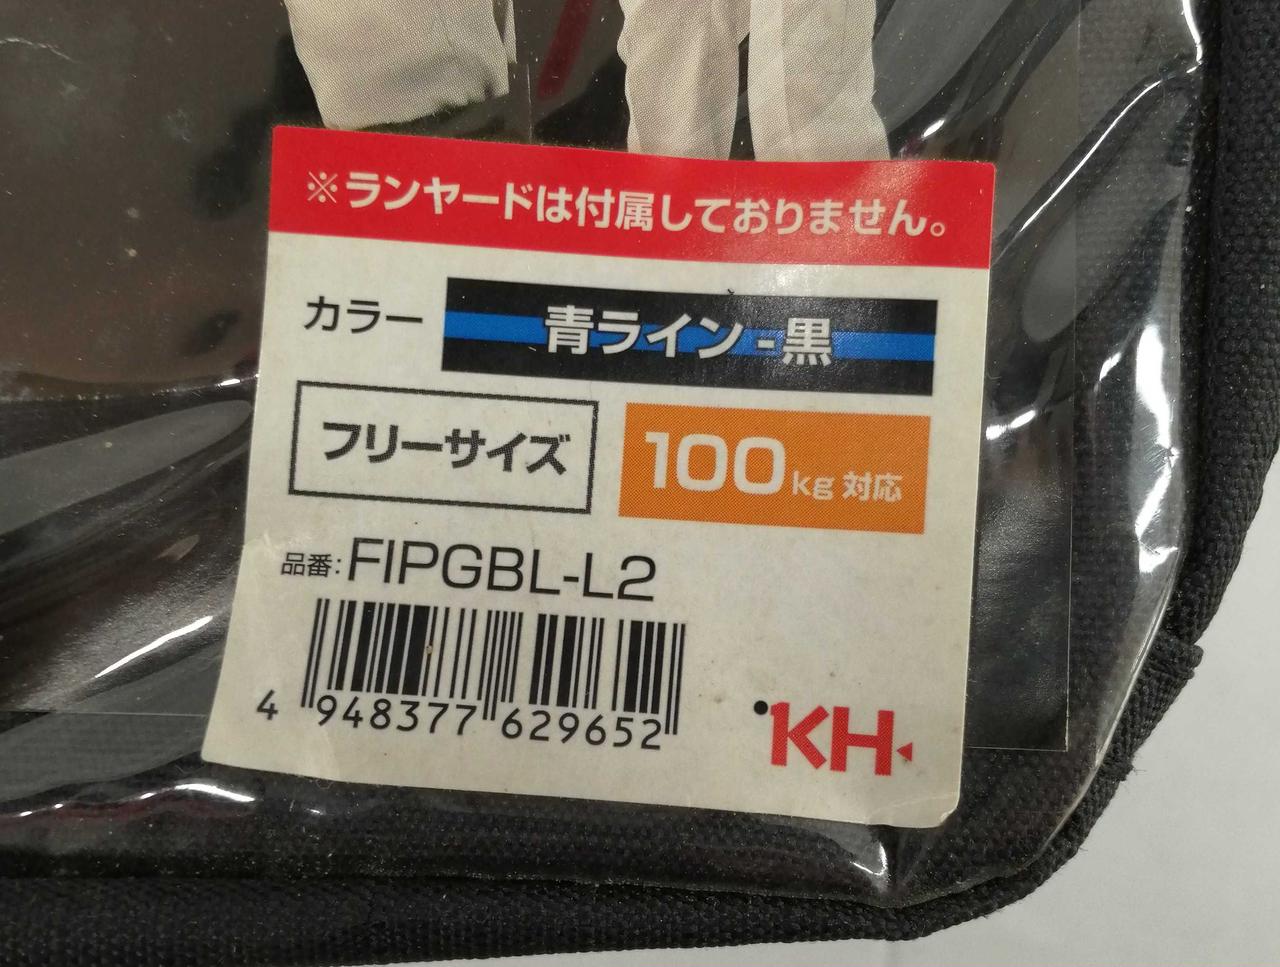 ※ランヤードは付属しておりません。
カラー 青ライン-黒
フリーサイズ
100kg対応
品番:FIPGBL-L2
4 948377 629652
KH